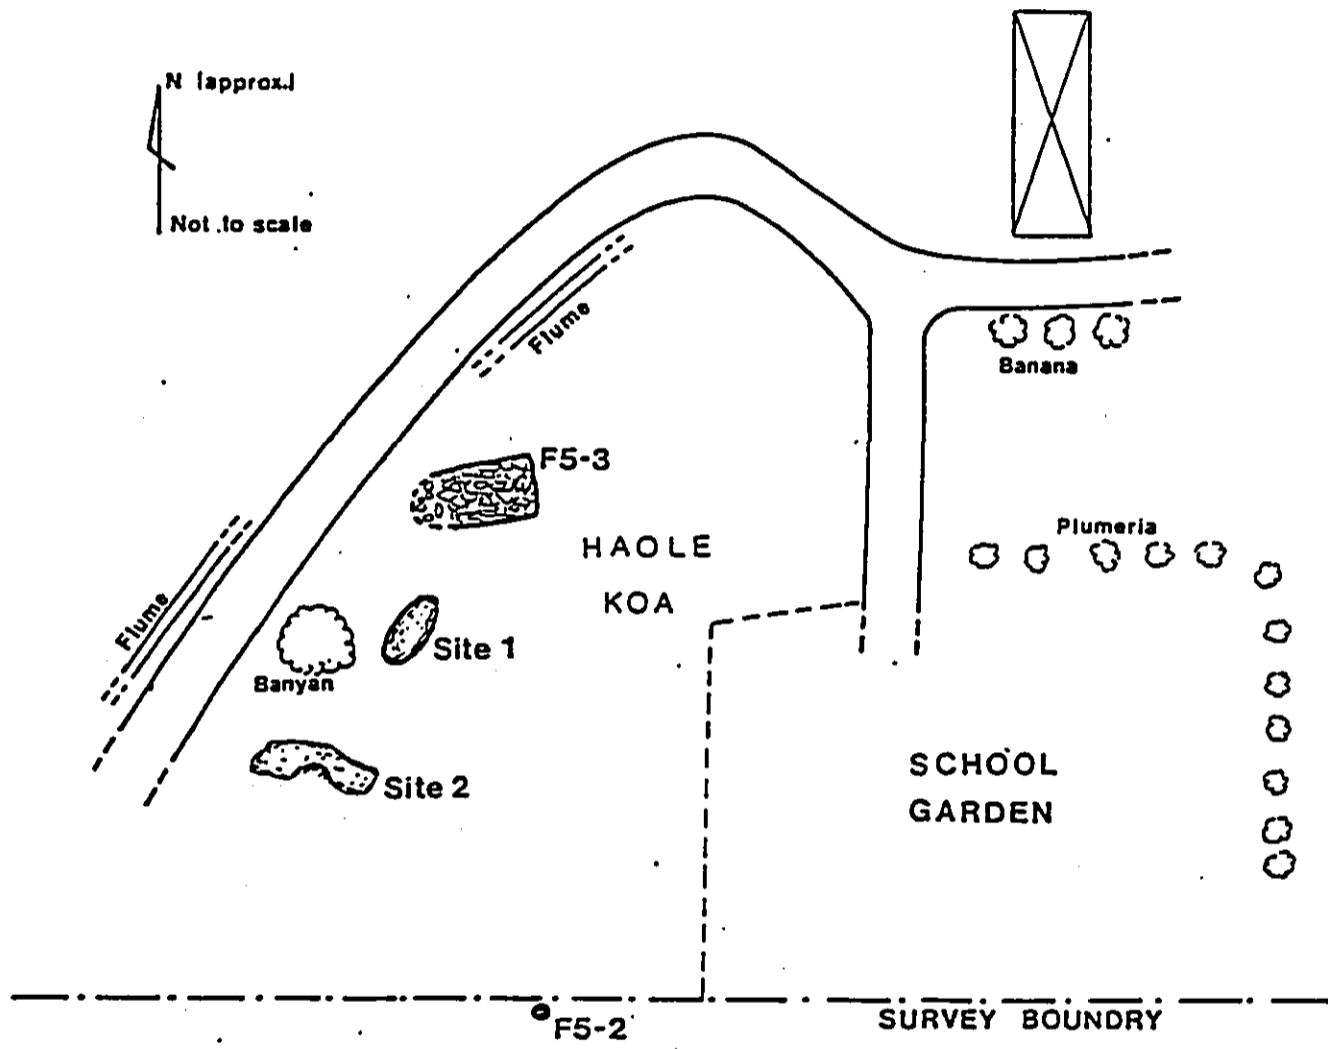 N (approx.)
Not to scale
Flume
Banana
F5-3
Plumeria
HAOLE
KOA
Flume
Site 1
Banyan
SCHOOL
GARDEN
Site 2
F5-2
SURVEY BOUNDRY